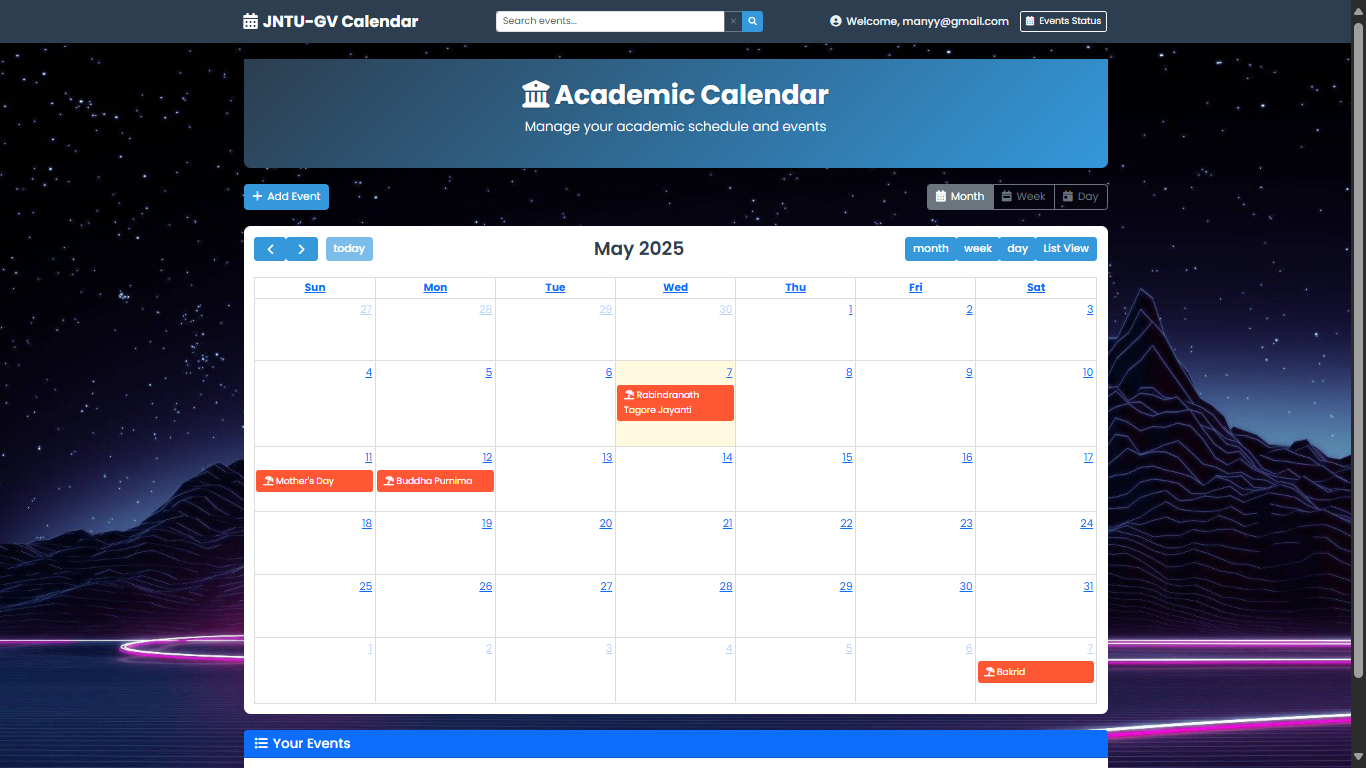 JNTU-GV Calendar
Search events...
×
Welcome, manyy@gmail.com
Events Status
Academic Calendar
Manage your academic schedule and events
+ Add Event
Month Week Day
today
May 2025
month week day List View
Sun Mon Tue Wed Thu Fri Sat
27 28 29 30 1 2 3
4 5 6 7 8 9 10
Rabindranath
Tagore Jayanti
11 12 13 14 15 16 17
Mother's Day Buddha Purnima
18 19 20 21 22 23 24
25 26 27 28 29 30 31
1 2 3 4 5 6 7
Bakrid
Your Events